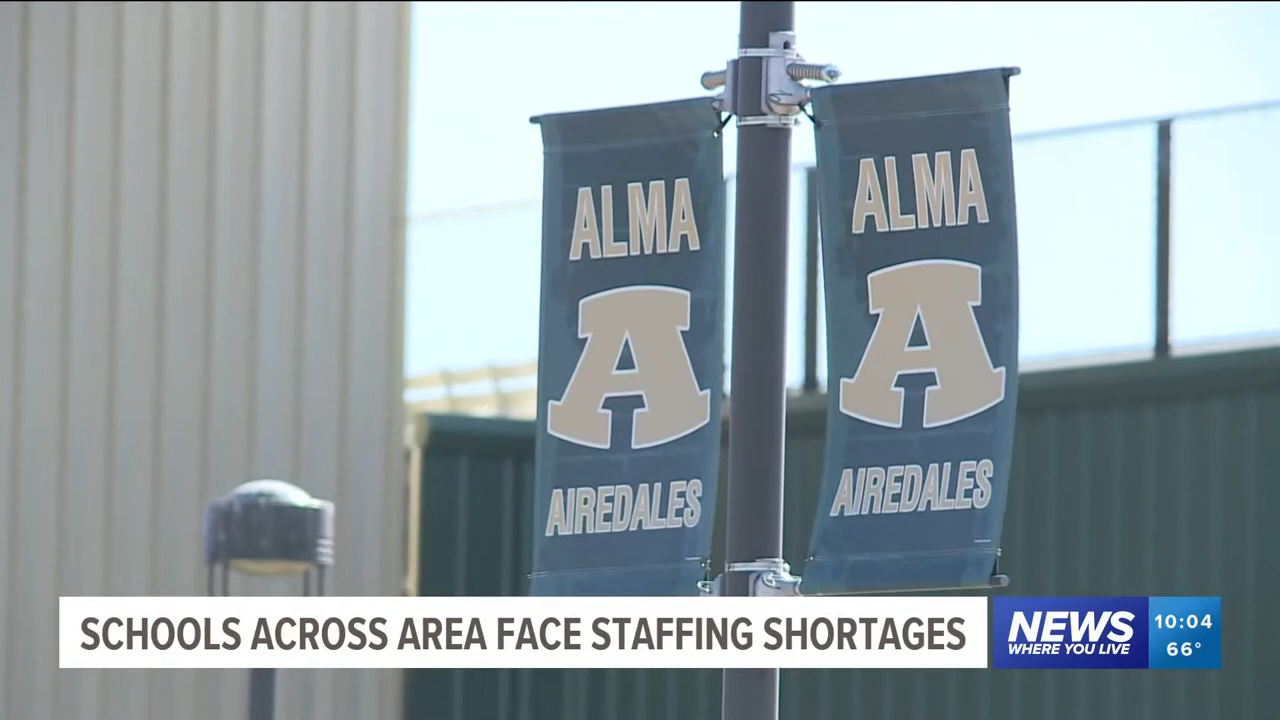 ALMA
A
AIREDALES
ALMA
A
AIREDALES
SCHOOLS ACROSS AREA FACE STAFFING SHORTAGES
NEWS
WHERE YOU LIVE
10:04
66°